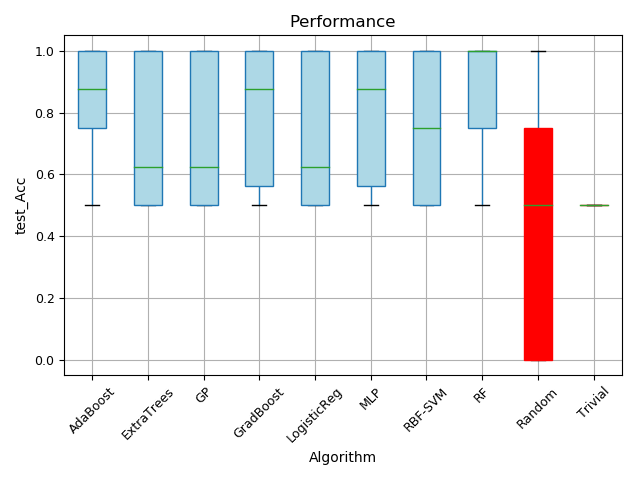 Performance
test_Acc
1.0
0.8
0.6
0.4
0.2
0.0
AdaBoost
ExtraTrees
GP
GradBoost
LogisticReg
MLP
RBF-SVM
RF
Random
Trivial
Algorithm